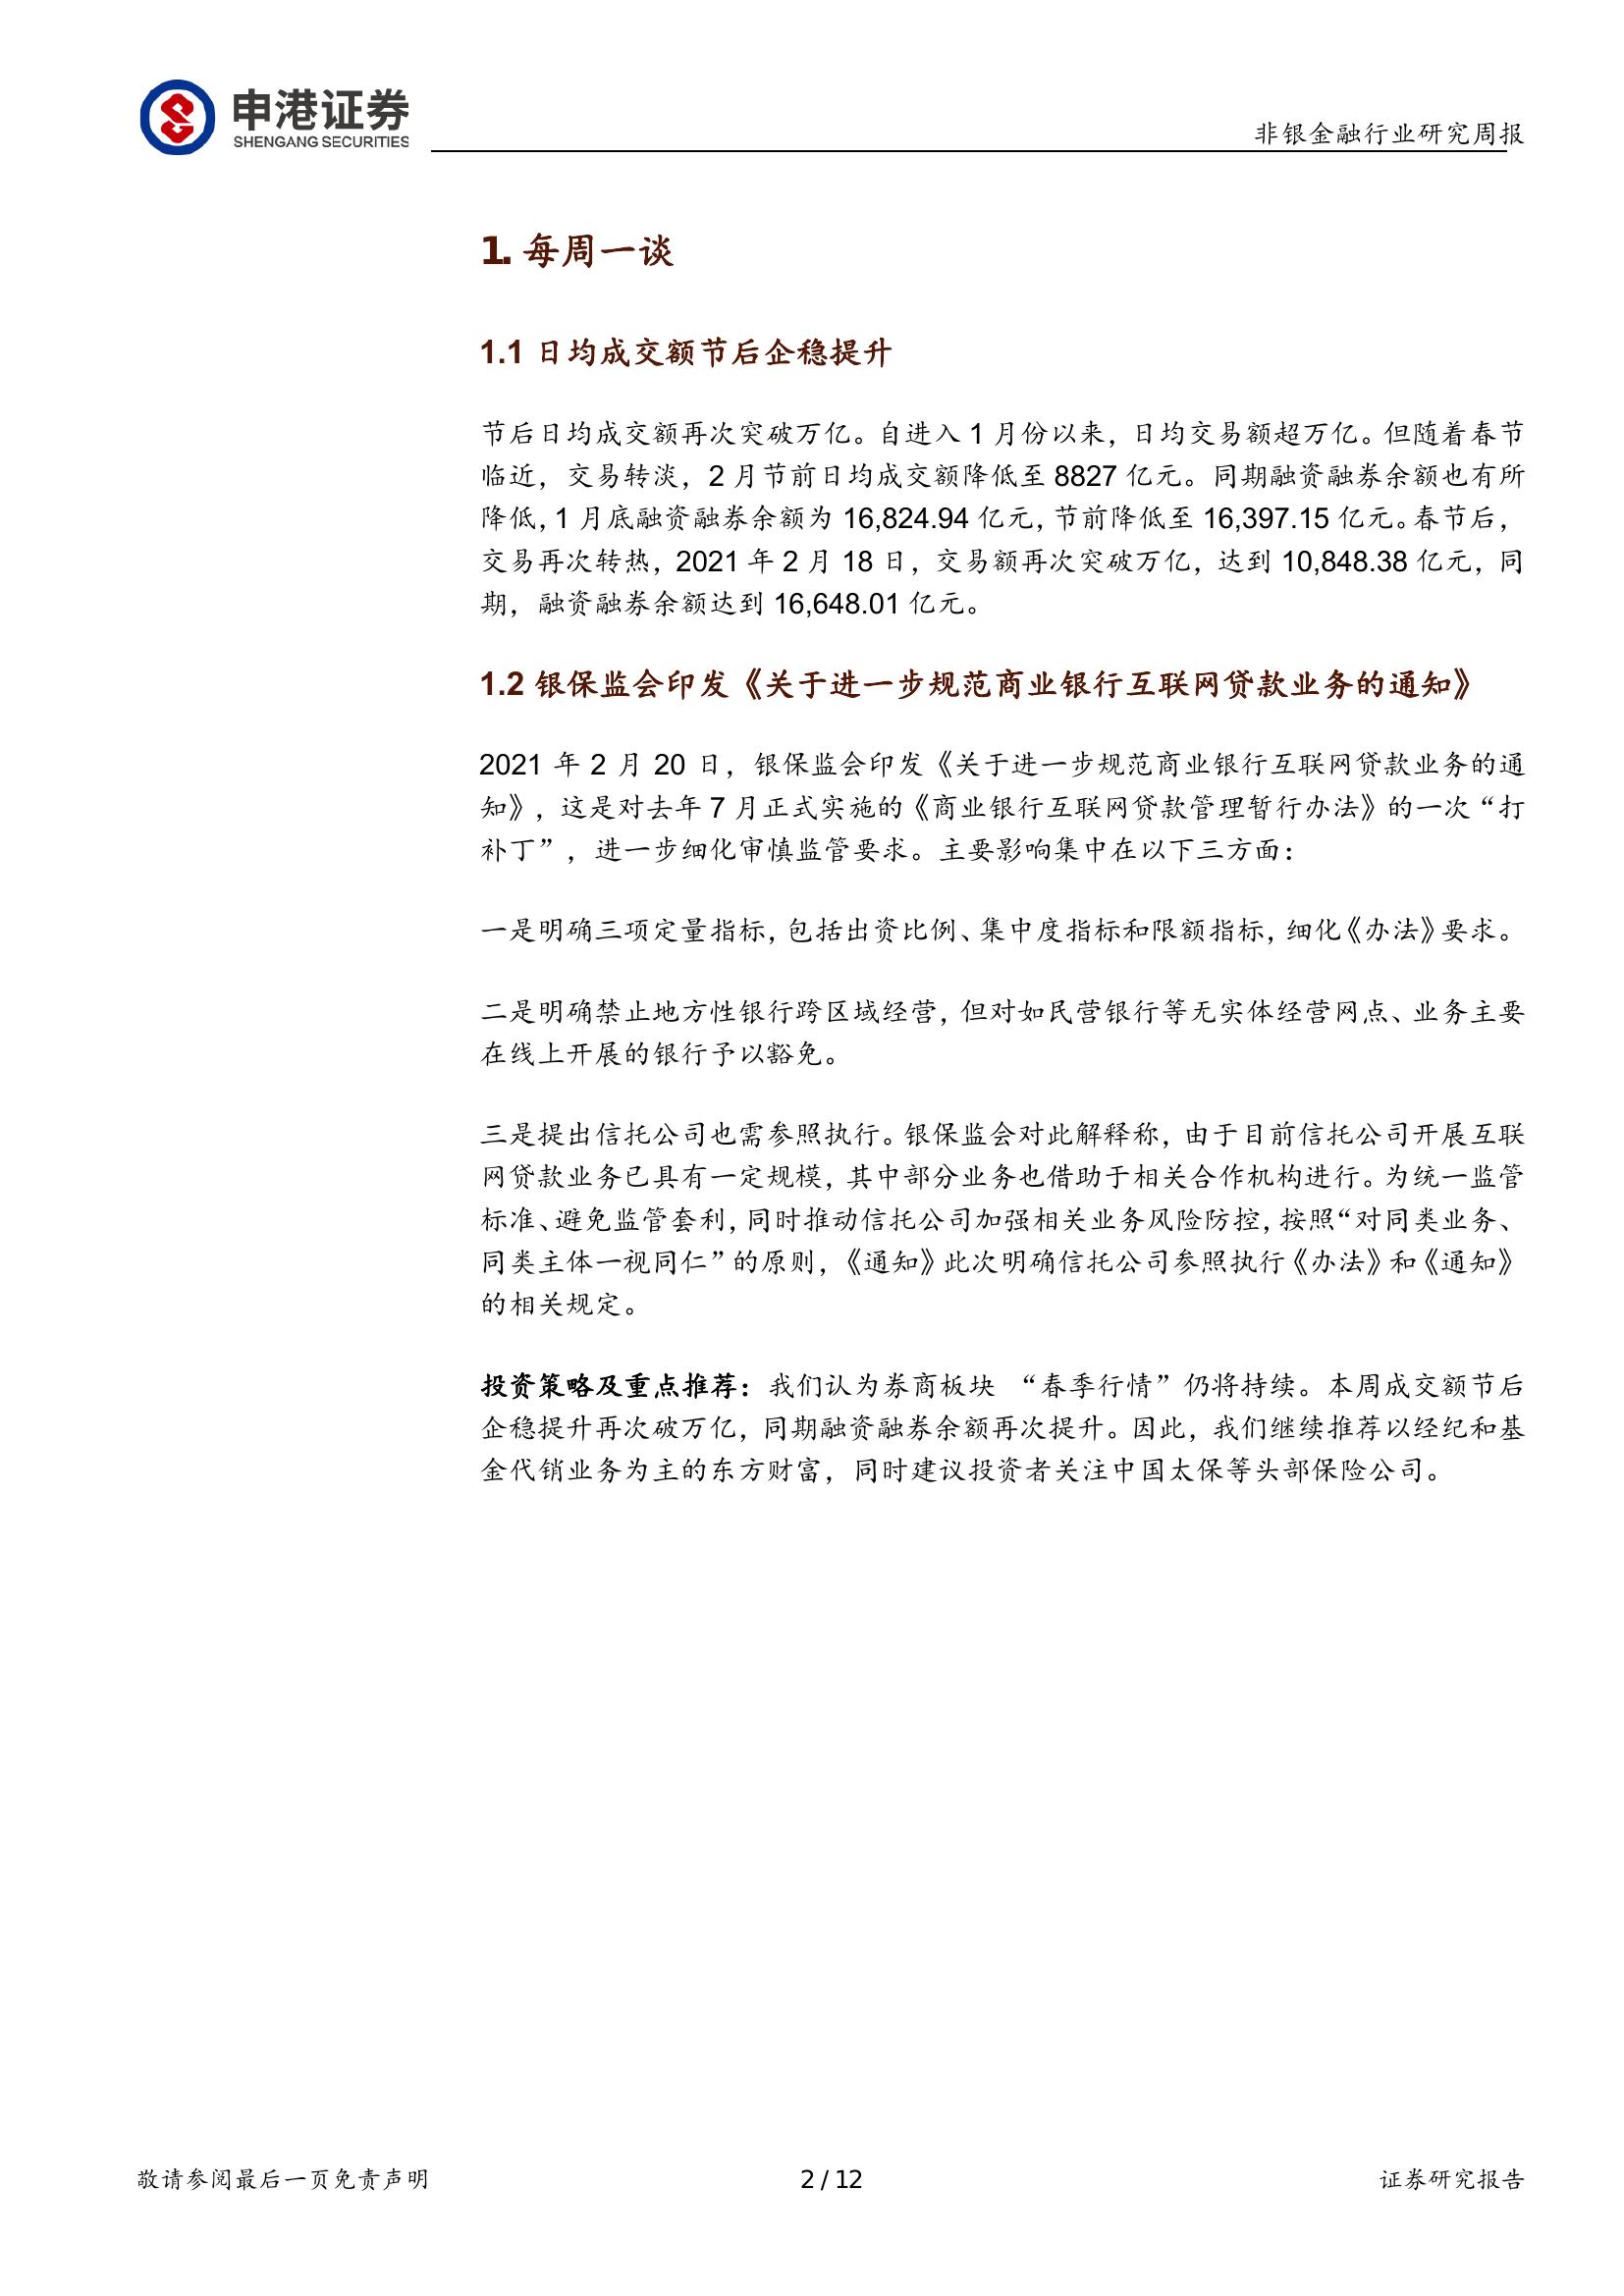 申港证券
SHENGANG SECURITIES
非银金融行业研究周报
1. 每周一谈
1.1 日均成交额节后企稳提升
节后日均成交额再次突破万亿。自进入 1 月份以来，日均交易额超万亿。但随着春节
临近，交易转淡，2 月节前日均成交额降低至 8827 亿元。同期融资融券余额也有所
降低，1 月底融资融券余额为 16,824.94 亿元，节前降低至 16,397.15 亿元。春节后，
交易再次转热，2021 年 2 月 18 日，交易额再次突破万亿，达到 10,848.38 亿元，同
期，融资融券余额达到 16,648.01 亿元。
1.2 银保监会印发《关于进一步规范商业银行互联网贷款业务的通知》
2021 年 2 月 20 日，银保监会印发《关于进一步规范商业银行互联网贷款业务的通
知》，这是对去年 7 月正式实施的《商业银行互联网贷款管理暂行办法》的一次“打
补丁”，进一步细化审慎监管要求。主要影响集中在以下三方面：
一是明确三项定量指标，包括出资比例、集中度指标和限额指标，细化《办法》要求。
二是明确禁止地方性银行跨区域经营，但对如民营银行等无实体经营网点、业务主要
在线上开展的银行予以豁免。
三是提出信托公司也需参照执行。银保监会对此解释称，由于目前信托公司开展互联
网贷款业务已具有一定规模，其中部分业务也借助于相关合作机构进行。为统一监管
标准、避免监管套利，同时推动信托公司加强相关业务风险防控，按照“对同类业务、
同类主体一视同仁”的原则，《通知》此次明确信托公司参照执行《办法》和《通知》
的相关规定。
投资策略及重点推荐：我们认为券商板块 “春季行情”仍将持续。本周成交额节后
企稳提升再次破万亿，同期融资融券余额再次提升。因此，我们继续推荐以经纪和基
金代销业务为主的东方财富，同时建议投资者关注中国太保等头部保险公司。
敬请参阅最后一页免责声明
2 / 12
证券研究报告